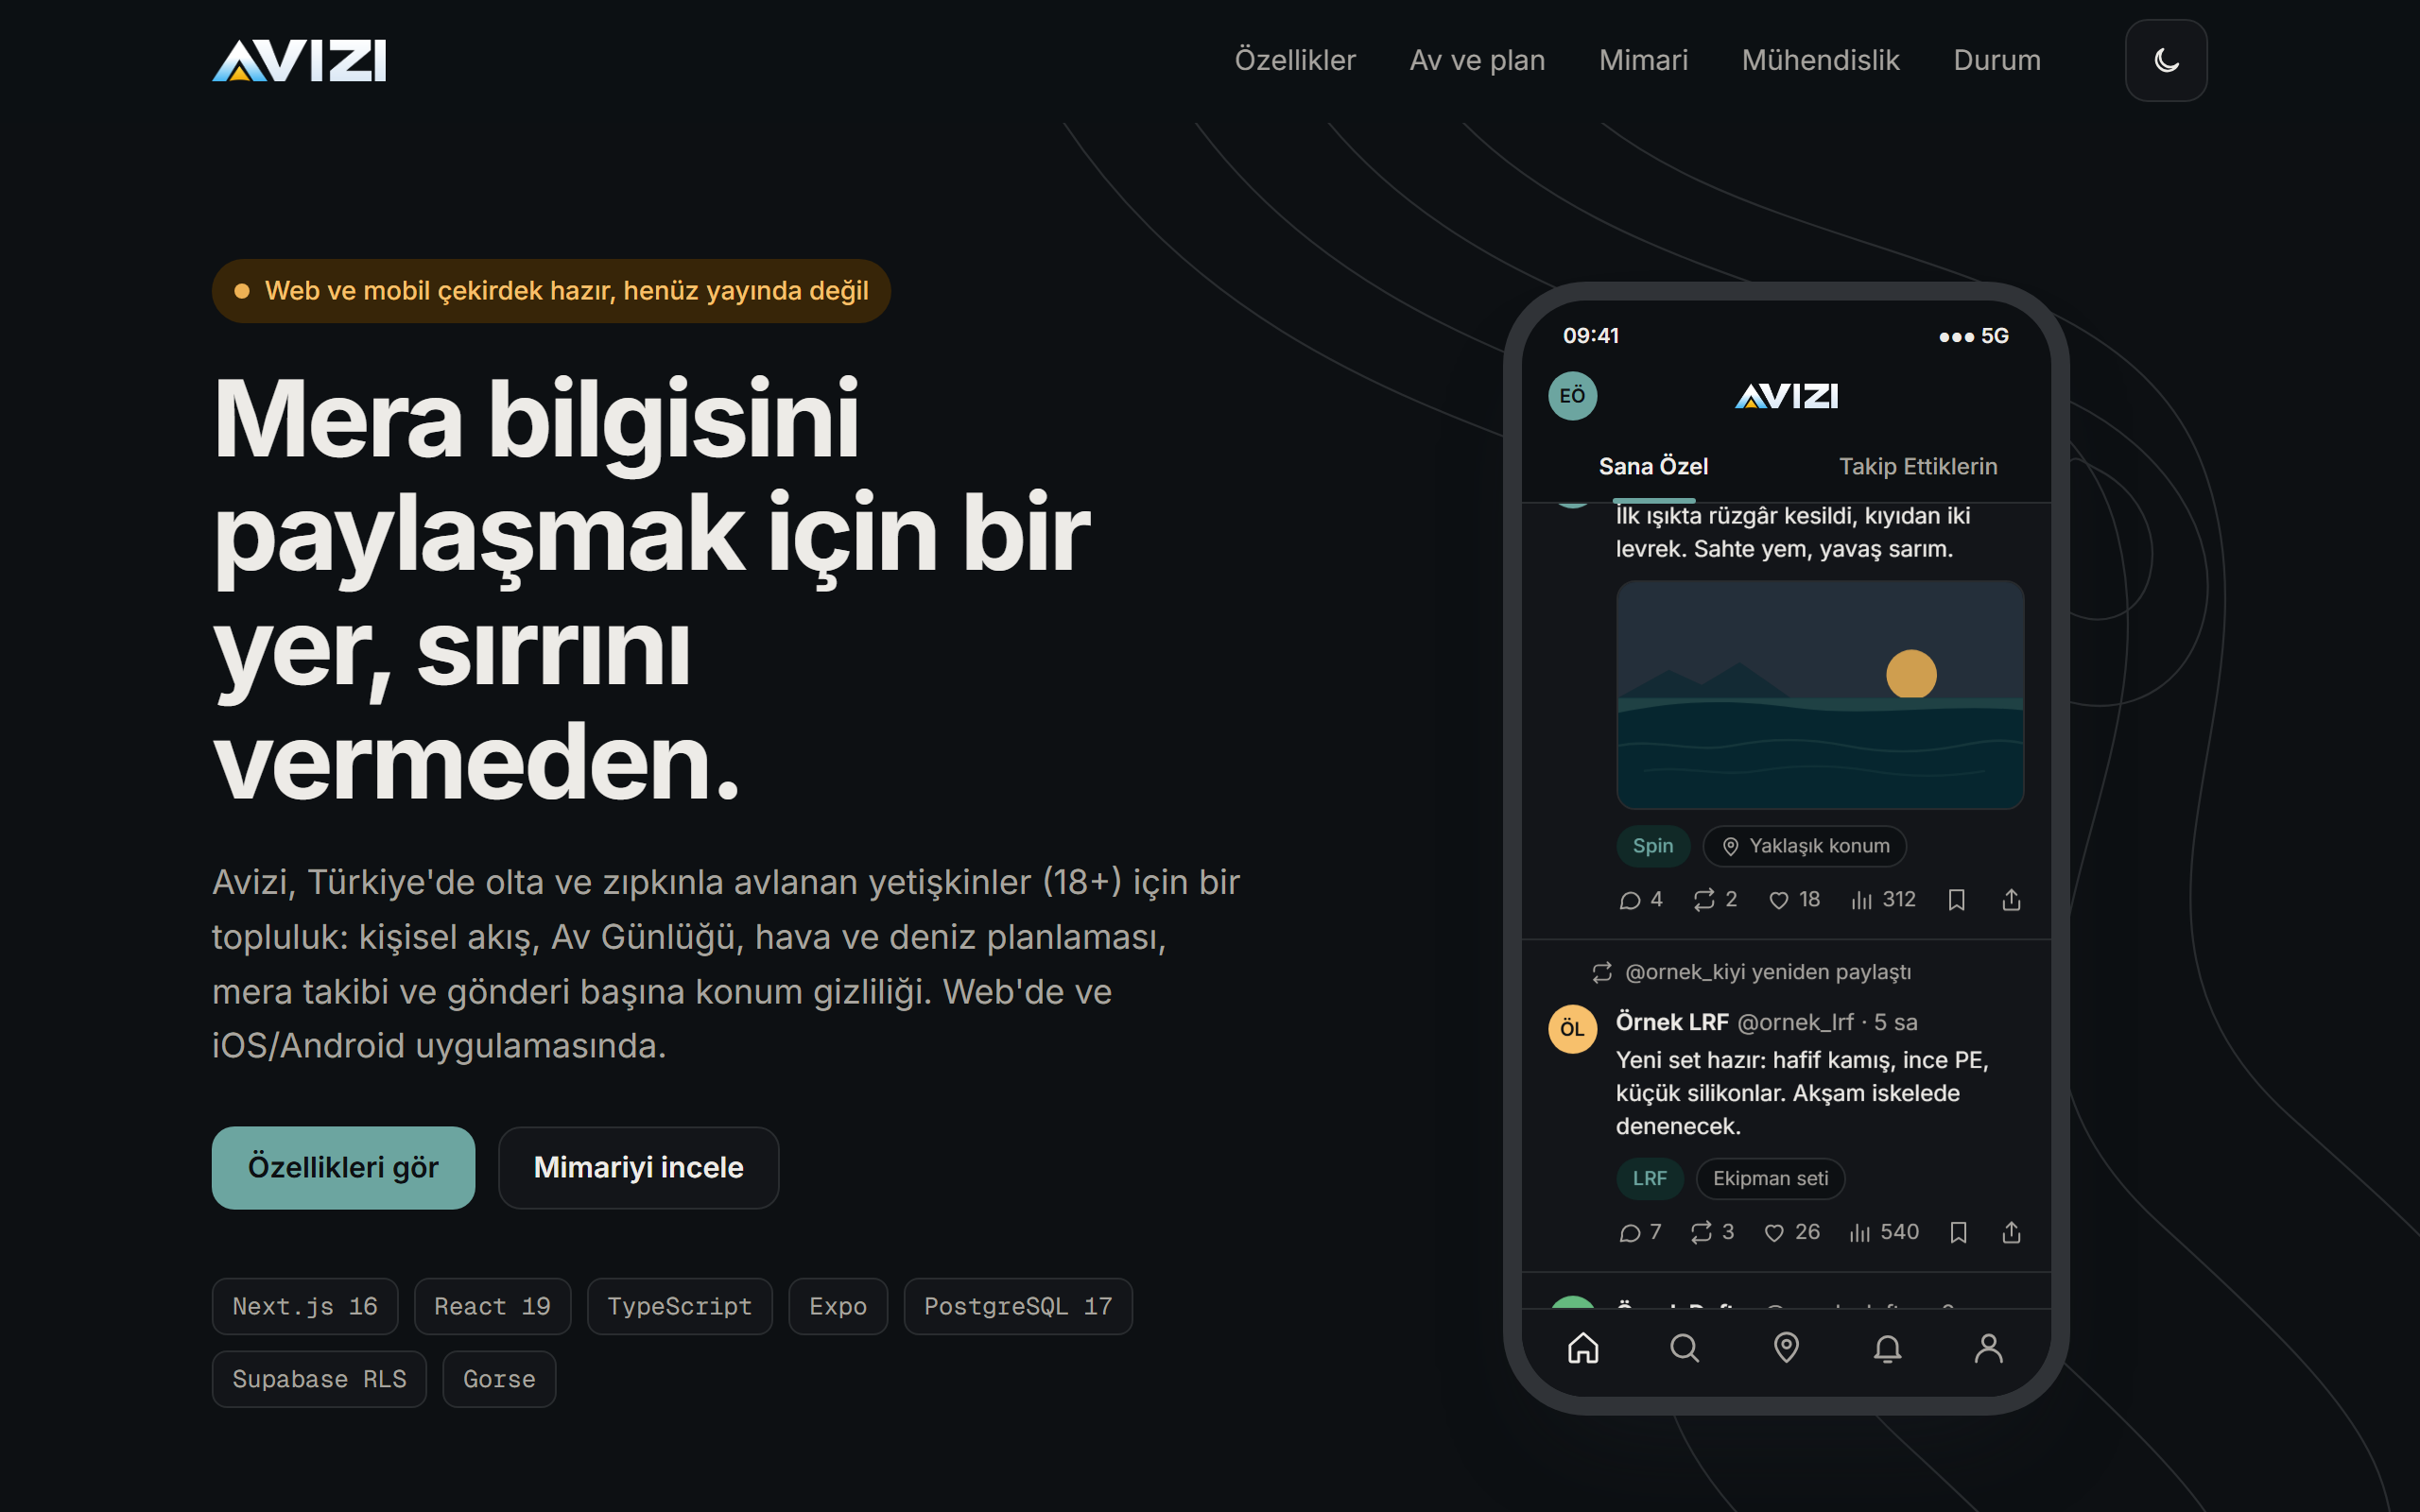 AVIZI
Özellikler
Av ve plan
Mimari
Mühendislik
Durum
Web ve mobil çekirdek hazır, henüz yayında değil
Mera bilgisini
paylaşmak için bir
yer, sırrını
vermeden.
Avizi, Türkiye'de olta ve zıpkınla avlanan yetişkinler (18+) için bir
topluluk: kişisel akış, Av Günlüğü, hava ve deniz planlaması,
mera takibi ve gönderi başına konum gizliliği. Web'de ve
iOS/Android uygulamasında.
Özellikleri gör
Mimariyi incele
Next.js 16
React 19
TypeScript
Expo
PostgreSQL 17
Supabase RLS
Gorse
09:41
5G
EÖ
AVIZI
Sana Özel
Takip Ettiklerin
İlk ışıkta rüzgâr kesildi, kıyıdan iki
levrek. Sahte yem, yavaş sarım.
Spin
Yaklaşık konum
4
2
18
312
@ornek_kiyi yeniden paylaştı
ÖL
Örnek LRF @ornek_lrf · 5 sa
Yeni set hazır: hafif kamış, ince PE,
küçük silikonlar. Akşam iskelede
denenecek.
LRF
Ekipman seti
7
3
26
540